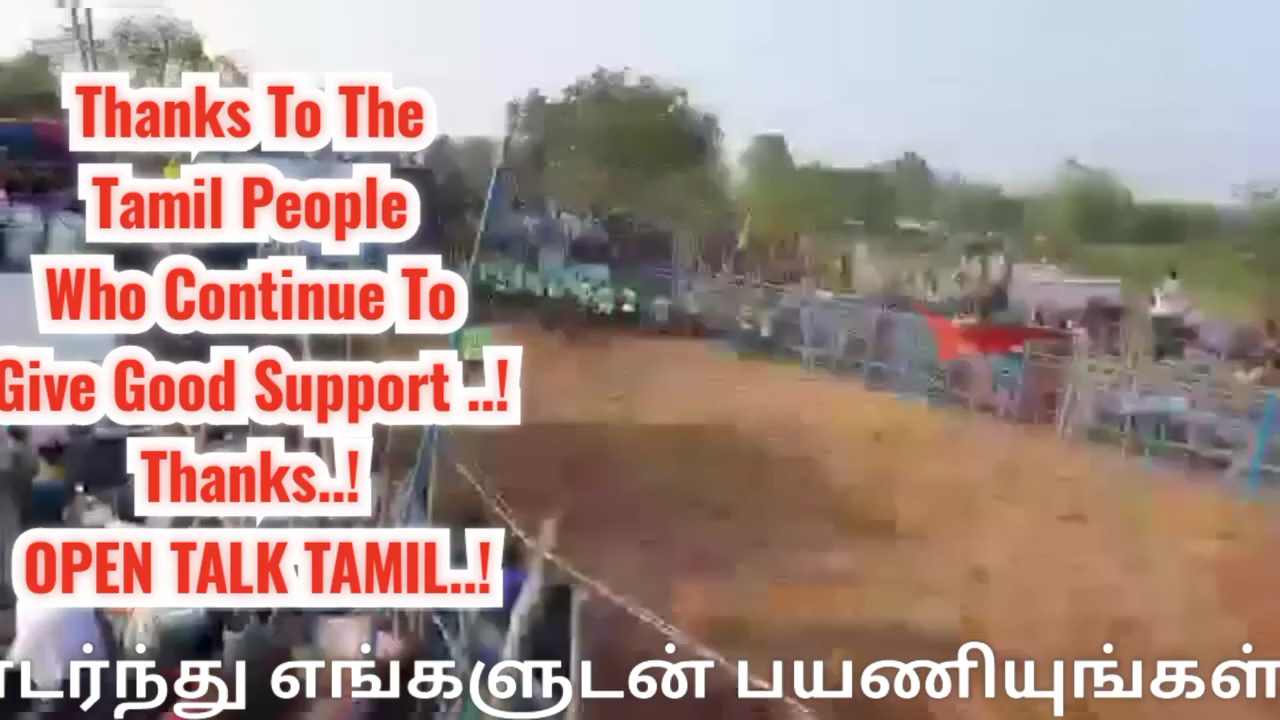 Thanks To The
Tamil People
Who Continue To
Give Good Support ..!
Thanks..!
OPEN TALK TAMIL..!
எங்களுடன் பயணியுங்கள்